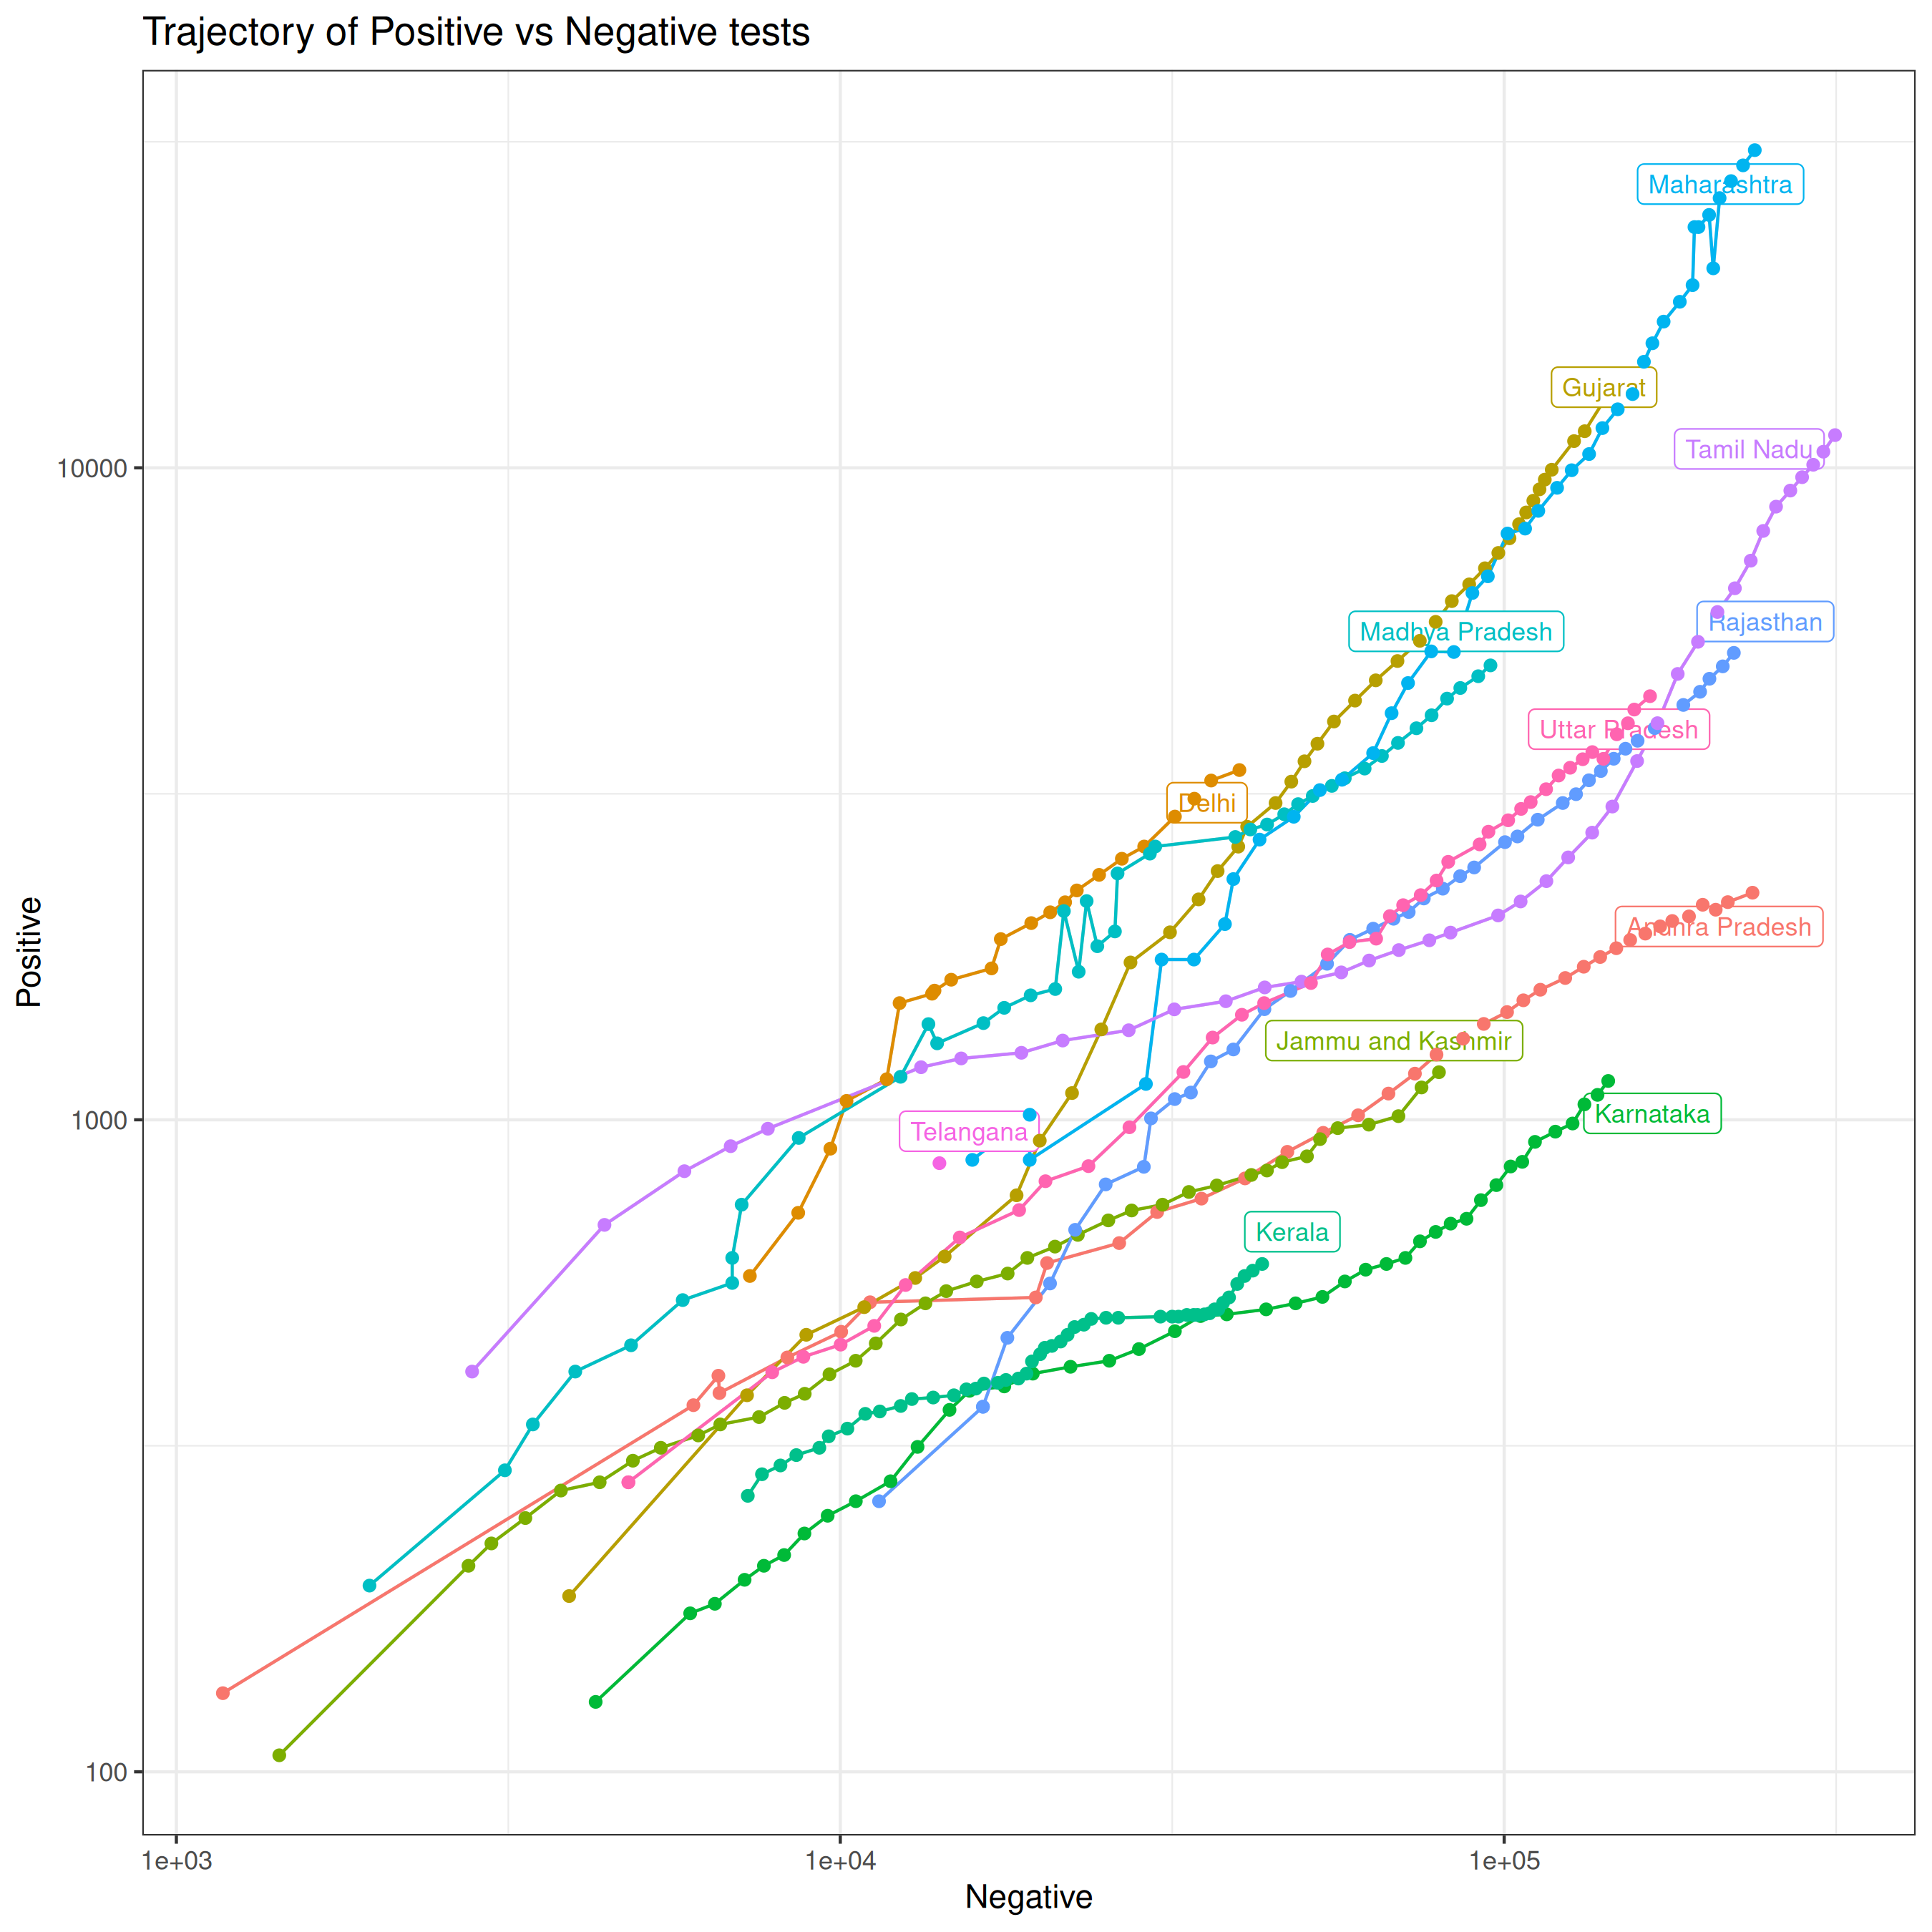 Trajectory of Positive vs Negative tests
Maharashtra
Gujarat
Tamil Nadu
10000
Rajasthan
Madhya Pradesh
Uttar Pradesh
Delhi
Andhra Pradesh
Positive
Jammu and Kashmir
1000
Karnataka
Telangana
Kerala
100
1e+03
1e+04
1e+05
Negative